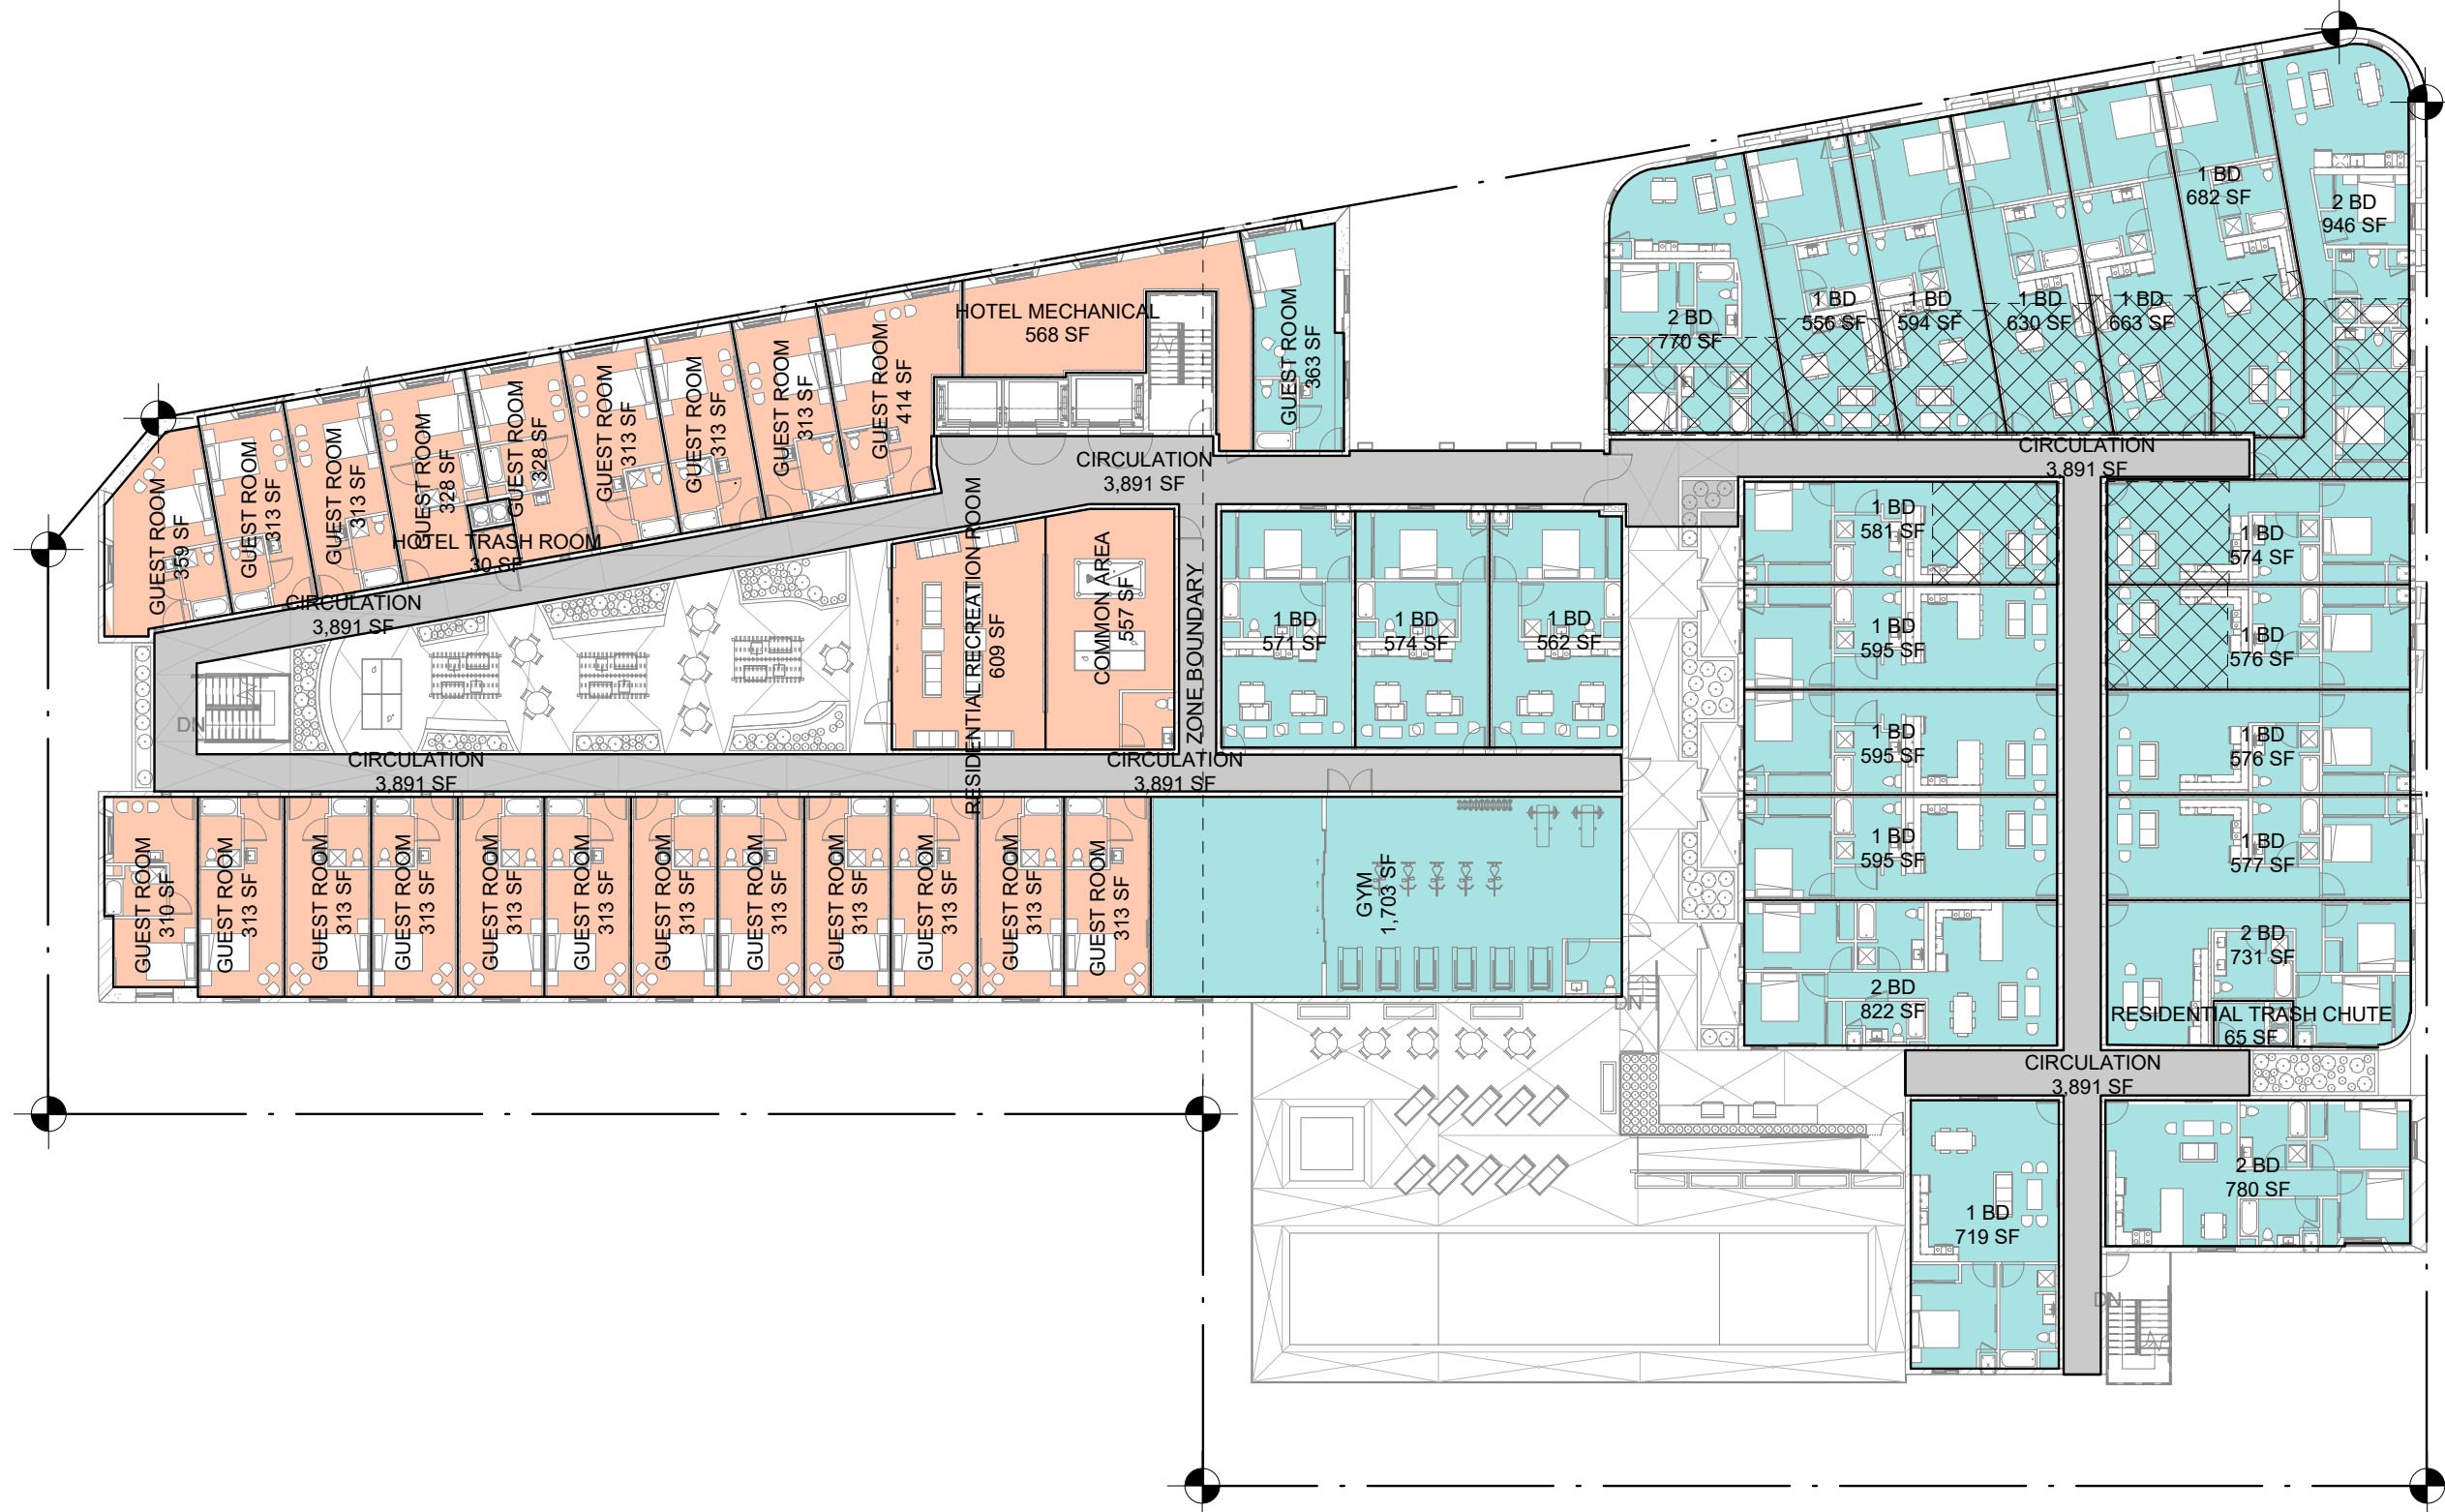 1 BD
682 SF
2 BD
946 SF
HOTEL MECHANICAL
568 SF
GUEST ROOM
363 SF
2 BD
770 SF
1 BD
556 SF
1 BD
594 SF
1 BD
630 SF
1 BD
663 SF
GUEST ROOM
359 SF
GUEST ROOM
313 SF
GUEST ROOM
313 SF
GUEST ROOM
328 SF
GUEST ROOM
328 SF
GUEST ROOM
313 SF
GUEST ROOM
313 SF
GUEST ROOM
313 SF
GUEST ROOM
414 SF
HOTEL TRASH ROOM
30 SF
CIRCULATION
3,891 SF
CIRCULATION
3,891 SF
CIRCULATION
3,891 SF
RESIDENTIAL RECREATION ROOM
609 SF
COMMON AREA
557 SF
ZONE BOUNDARY
1 BD
571 SF
1 BD
574 SF
1 BD
562 SF
1 BD
581 SF
1 BD
574 SF
1 BD
595 SF
1 BD
576 SF
1 BD
595 SF
1 BD
576 SF
1 BD
595 SF
1 BD
577 SF
DN
CIRCULATION
3,891 SF
CIRCULATION
3,891 SF
GUEST ROOM
310 SF
GUEST ROOM
313 SF
GUEST ROOM
313 SF
GUEST ROOM
313 SF
GUEST ROOM
313 SF
GUEST ROOM
313 SF
GUEST ROOM
313 SF
GUEST ROOM
313 SF
GUEST ROOM
313 SF
GUEST ROOM
313 SF
GUEST ROOM
313 SF
GUEST ROOM
313 SF
GYM
1,703 SF
2 BD
731 SF
2 BD
822 SF
DN
RESIDENTIAL TRASH CHUTE
65 SF
CIRCULATION
3,891 SF
2 BD
780 SF
1 BD
719 SF
DN